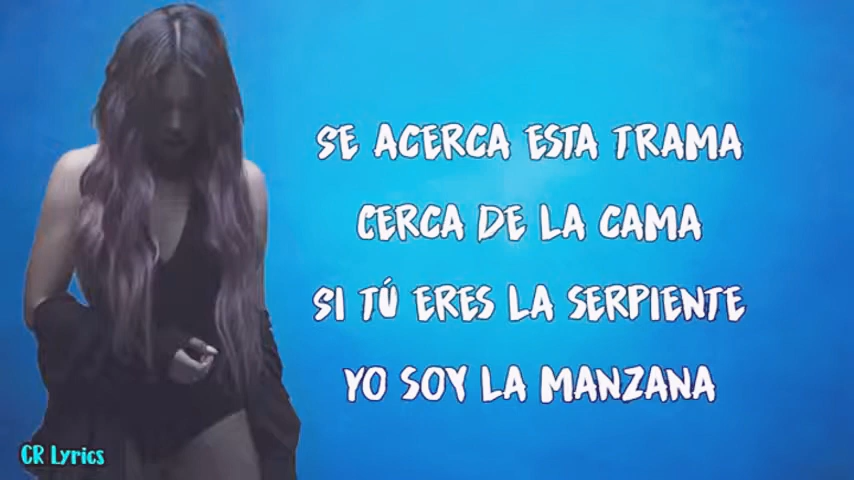 SE ACERCA ESTA TRAMA
CERCA DE LA CAMA
SI TÚ ERES LA SERPIENTE
YO SOY LA MANZANA
CR Lyrics